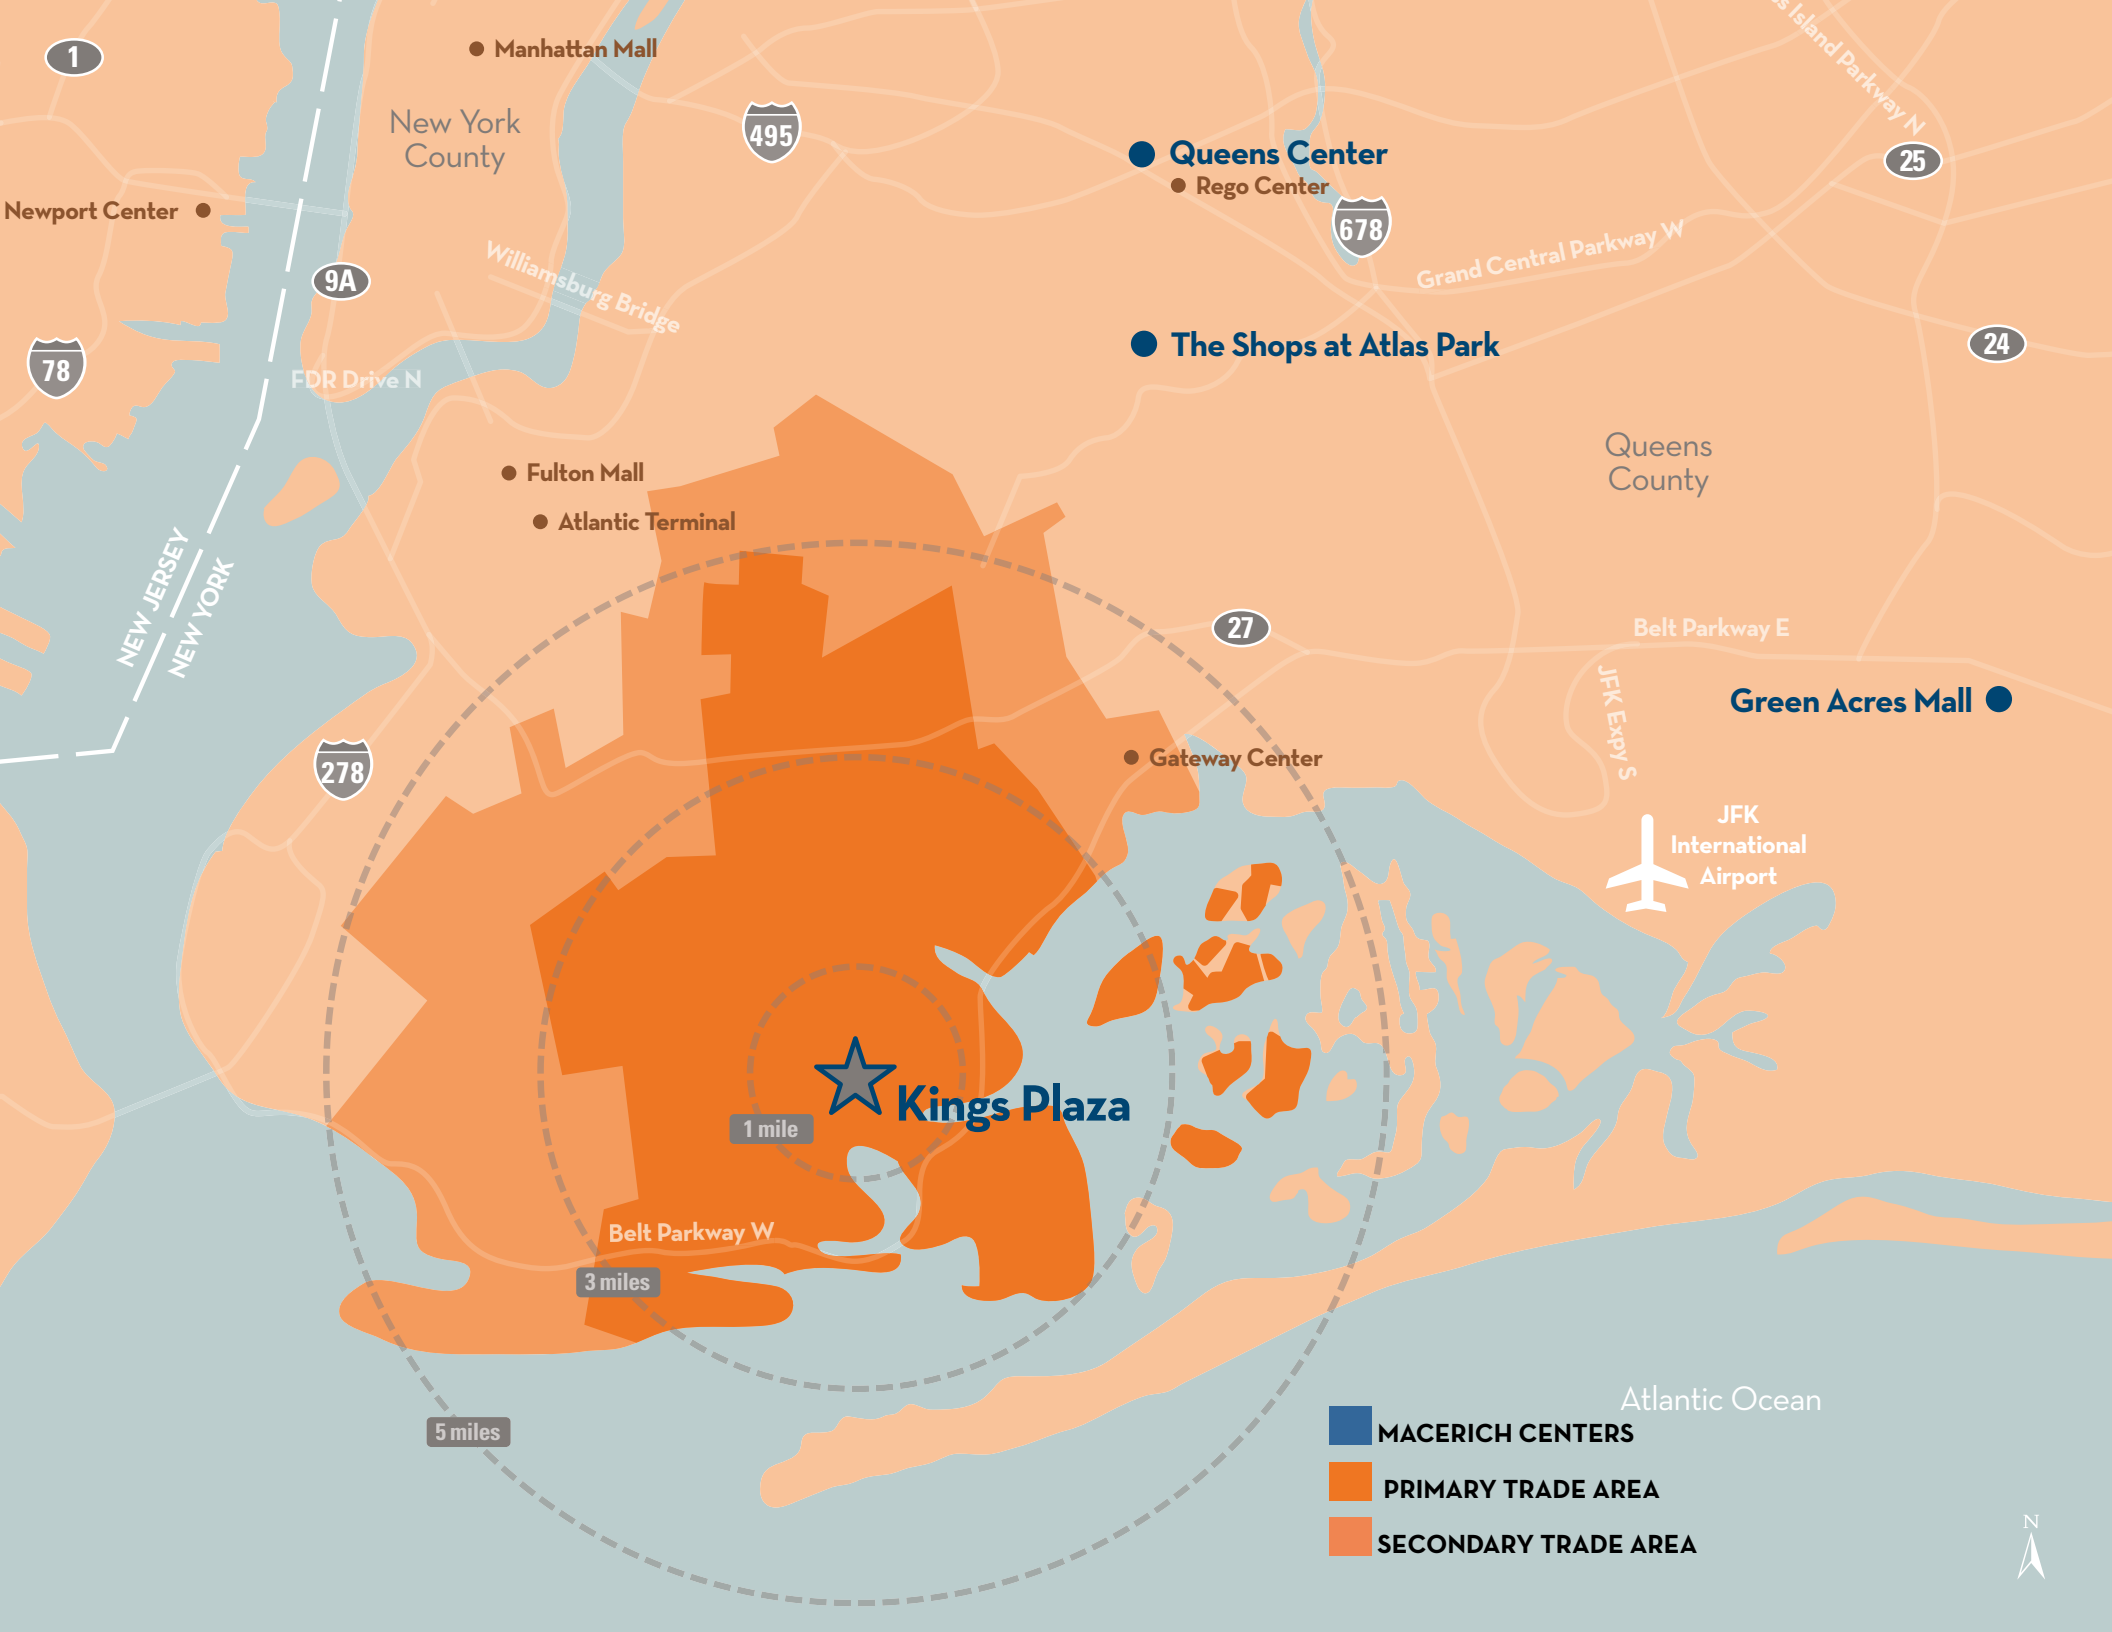 1
Manhattan Mall
s Island Parkway N
New York
County
495
Queens Center
25
Rego Center
Newport Center
678
Grand Central Parkway W
Williamsburg Bridge
9A
The Shops at Atlas Park
24
78
FDR Drive N
Queens
County
Fulton Mall
Atlantic Terminal
NEW JERSEY
NEW YORK
27
Belt Parkway E
JFK Expy S
Green Acres Mall
278
Gateway Center
JFK
International
Airport
Kings Plaza
1 mile
Belt Parkway W
3 miles
5 miles
Atlantic Ocean
MACERICH CENTERS
PRIMARY TRADE AREA
SECONDARY TRADE AREA
N